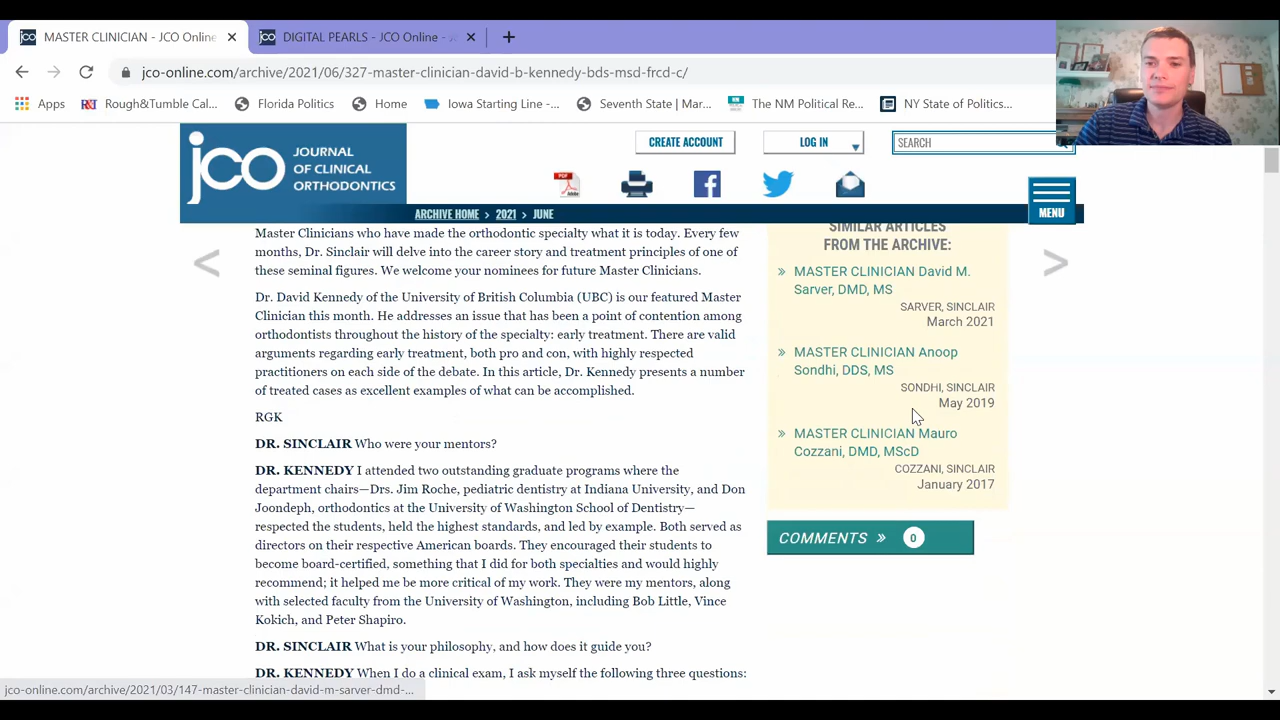 MASTER CLINICIAN - JCO Online
DIGITAL PEARLS - JCO Online -
jco-online.com/archive/2021/06/327-master-clinician-david-b-kennedy-bds-msd-frcd-c/
Apps
Rough&Tumble Cal...
Florida Politics
Home
Iowa Starting Line -...
Seventh State | Mar...
The NM Political Re...
NY State of Politics...
jco
JOURNAL
OF CLINICAL
ORTHODONTICS
CREATE ACCOUNT
LOG IN
SEARCH
PDF
Adobe
MENU
ARCHIVE HOME > 2021 > JUNE
Master Clinicians who have made the orthodontic specialty what it is today. Every few
months, Dr. Sinclair will delve into the career story and treatment principles of one of
these seminal figures. We welcome your nominees for future Master Clinicians.
Dr. David Kennedy of the University of British Columbia (UBC) is our featured Master
Clinician this month. He addresses an issue that has been a point of contention among
orthodontists throughout the history of the specialty: early treatment. There are valid
arguments regarding early treatment, both pro and con, with highly respected
practitioners on each side of the debate. In this article, Dr. Kennedy presents a number
of treated cases as excellent examples of what can be accomplished.
RGK
DR. SINCLAIR Who were your mentors?
DR. KENNEDY I attended two outstanding graduate programs where the
department chairs—Drs. Jim Roche, pediatric dentistry at Indiana University, and Don
Joondeph, orthodontics at the University of Washington School of Dentistry—
respected the students, held the highest standards, and led by example. Both served as
directors on their respective American boards. They encouraged their students to
become board-certified, something that I did for both specialties and would highly
recommend; it helped me be more critical of my work. They were my mentors, along
with selected faculty from the University of Washington, including Bob Little, Vince
Kokich, and Peter Shapiro.
DR. SINCLAIR What is your philosophy, and how does it guide you?
DR. KENNEDY When I do a clinical exam, I ask myself the following three questions:
SIMILAR ARTICLES
FROM THE ARCHIVE:
» MASTER CLINICIAN David M.
Sarver, DMD, MS
SARVER, SINCLAIR
March 2021
» MASTER CLINICIAN Anoop
Sondhi, DDS, MS
SONDHI, SINCLAIR
May 2019
» MASTER CLINICIAN Mauro
Cozzani, DMD, MScD
COZZANI, SINCLAIR
January 2017
COMMENTS » 0
jco-online.com/archive/2021/03/147-master-clinician-david-m-sarver-dmd-...